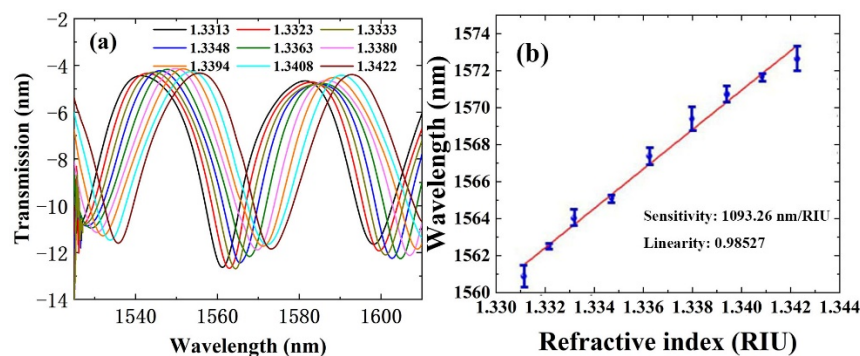 (a)
1.3313 1.3323 1.3333
1.3348 1.3363 1.3380
1.3394 1.3408 1.3422
Transmission (nm)
−2
−4
−6
−8
−10
−12
−14
1540 1560 1580 1600
Wavelength (nm)
(b)
Wavelength (nm)
1574
1572
1570
1568
1566
1564
1562
1560
Sensitivity: 1093.26 nm/RIU
Linearity: 0.98527
1.330 1.332 1.334 1.336 1.338 1.340 1.342 1.344
Refractive index (RIU)